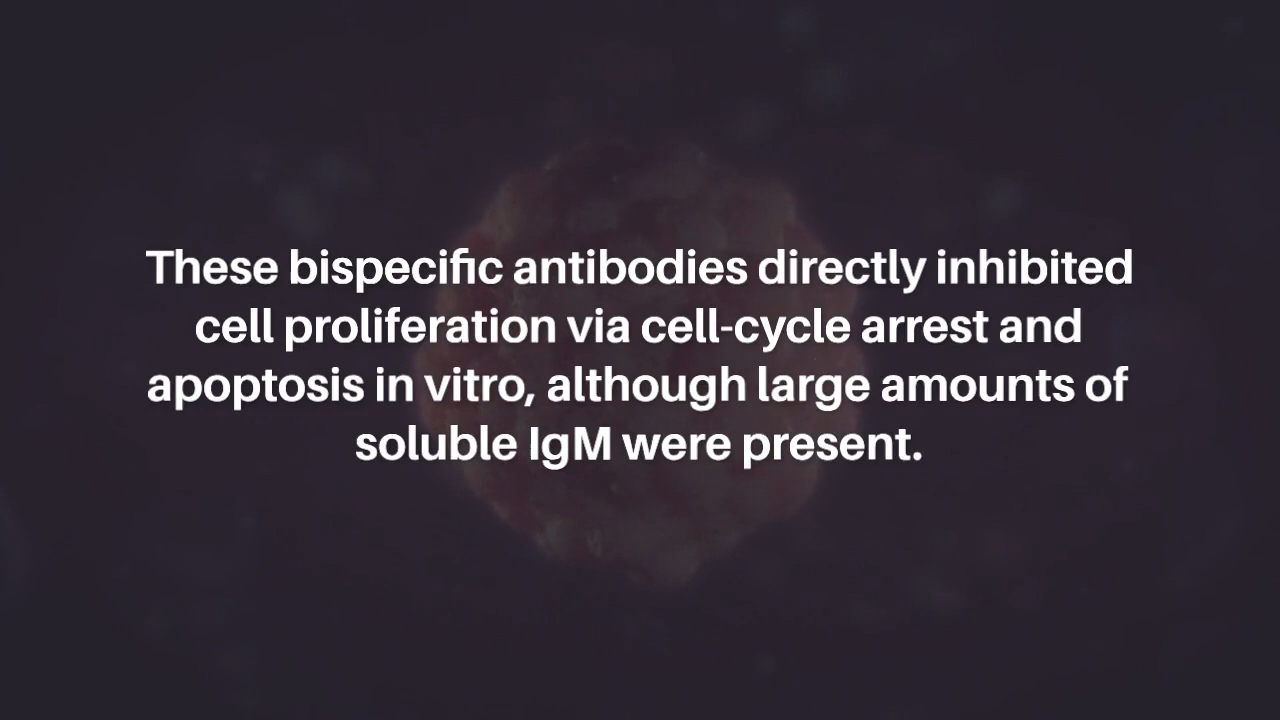 These bispecific antibodies directly inhibited
cell proliferation via cell-cycle arrest and
apoptosis in vitro, although large amounts of
soluble IgM were present.